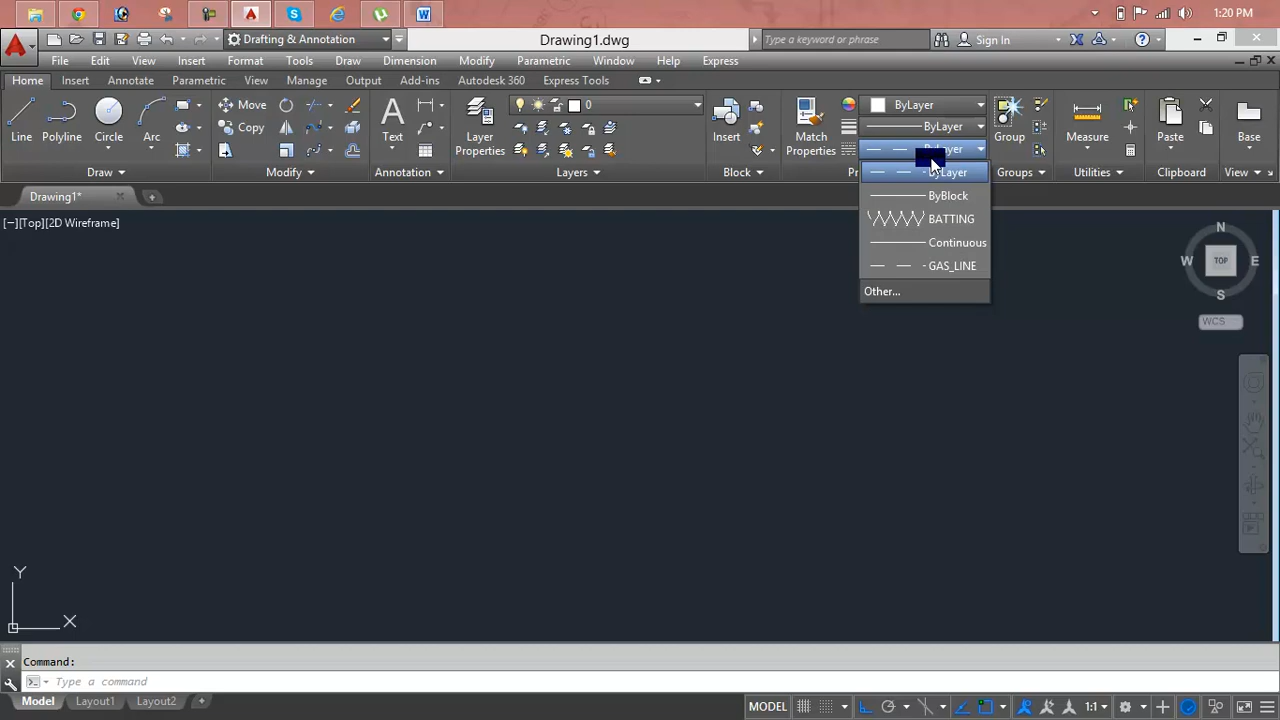 1:20 PM
Drafting & Annotation
Drawing1.dwg
Type a keyword or phrase
Sign In
File Edit View Insert Format Tools Draw Dimension Modify Parametric Window Help Express
Home Insert Annotate Parametric View Manage Output Add-ins Autodesk 360 Express Tools
Line
Polyline
Circle
Arc
Draw
Move
Copy
Modify
Text
Annotation
Layer
Properties
0
Layers
Insert
Block
Match
Properties
ByLayer
ByLayer
ByLayer
Pr
Group
Groups
Measure
Utilities
Paste
Clipboard
Base
View
ByLayer
ByBlock
BATTING
Continuous
GAS_LINE
Other...
Drawing1*
[−][Top][2D Wireframe]
N
W TOP E
S
WCS
Y
X
Command:
Type a command
Model Layout1 Layout2
MODEL 1:1